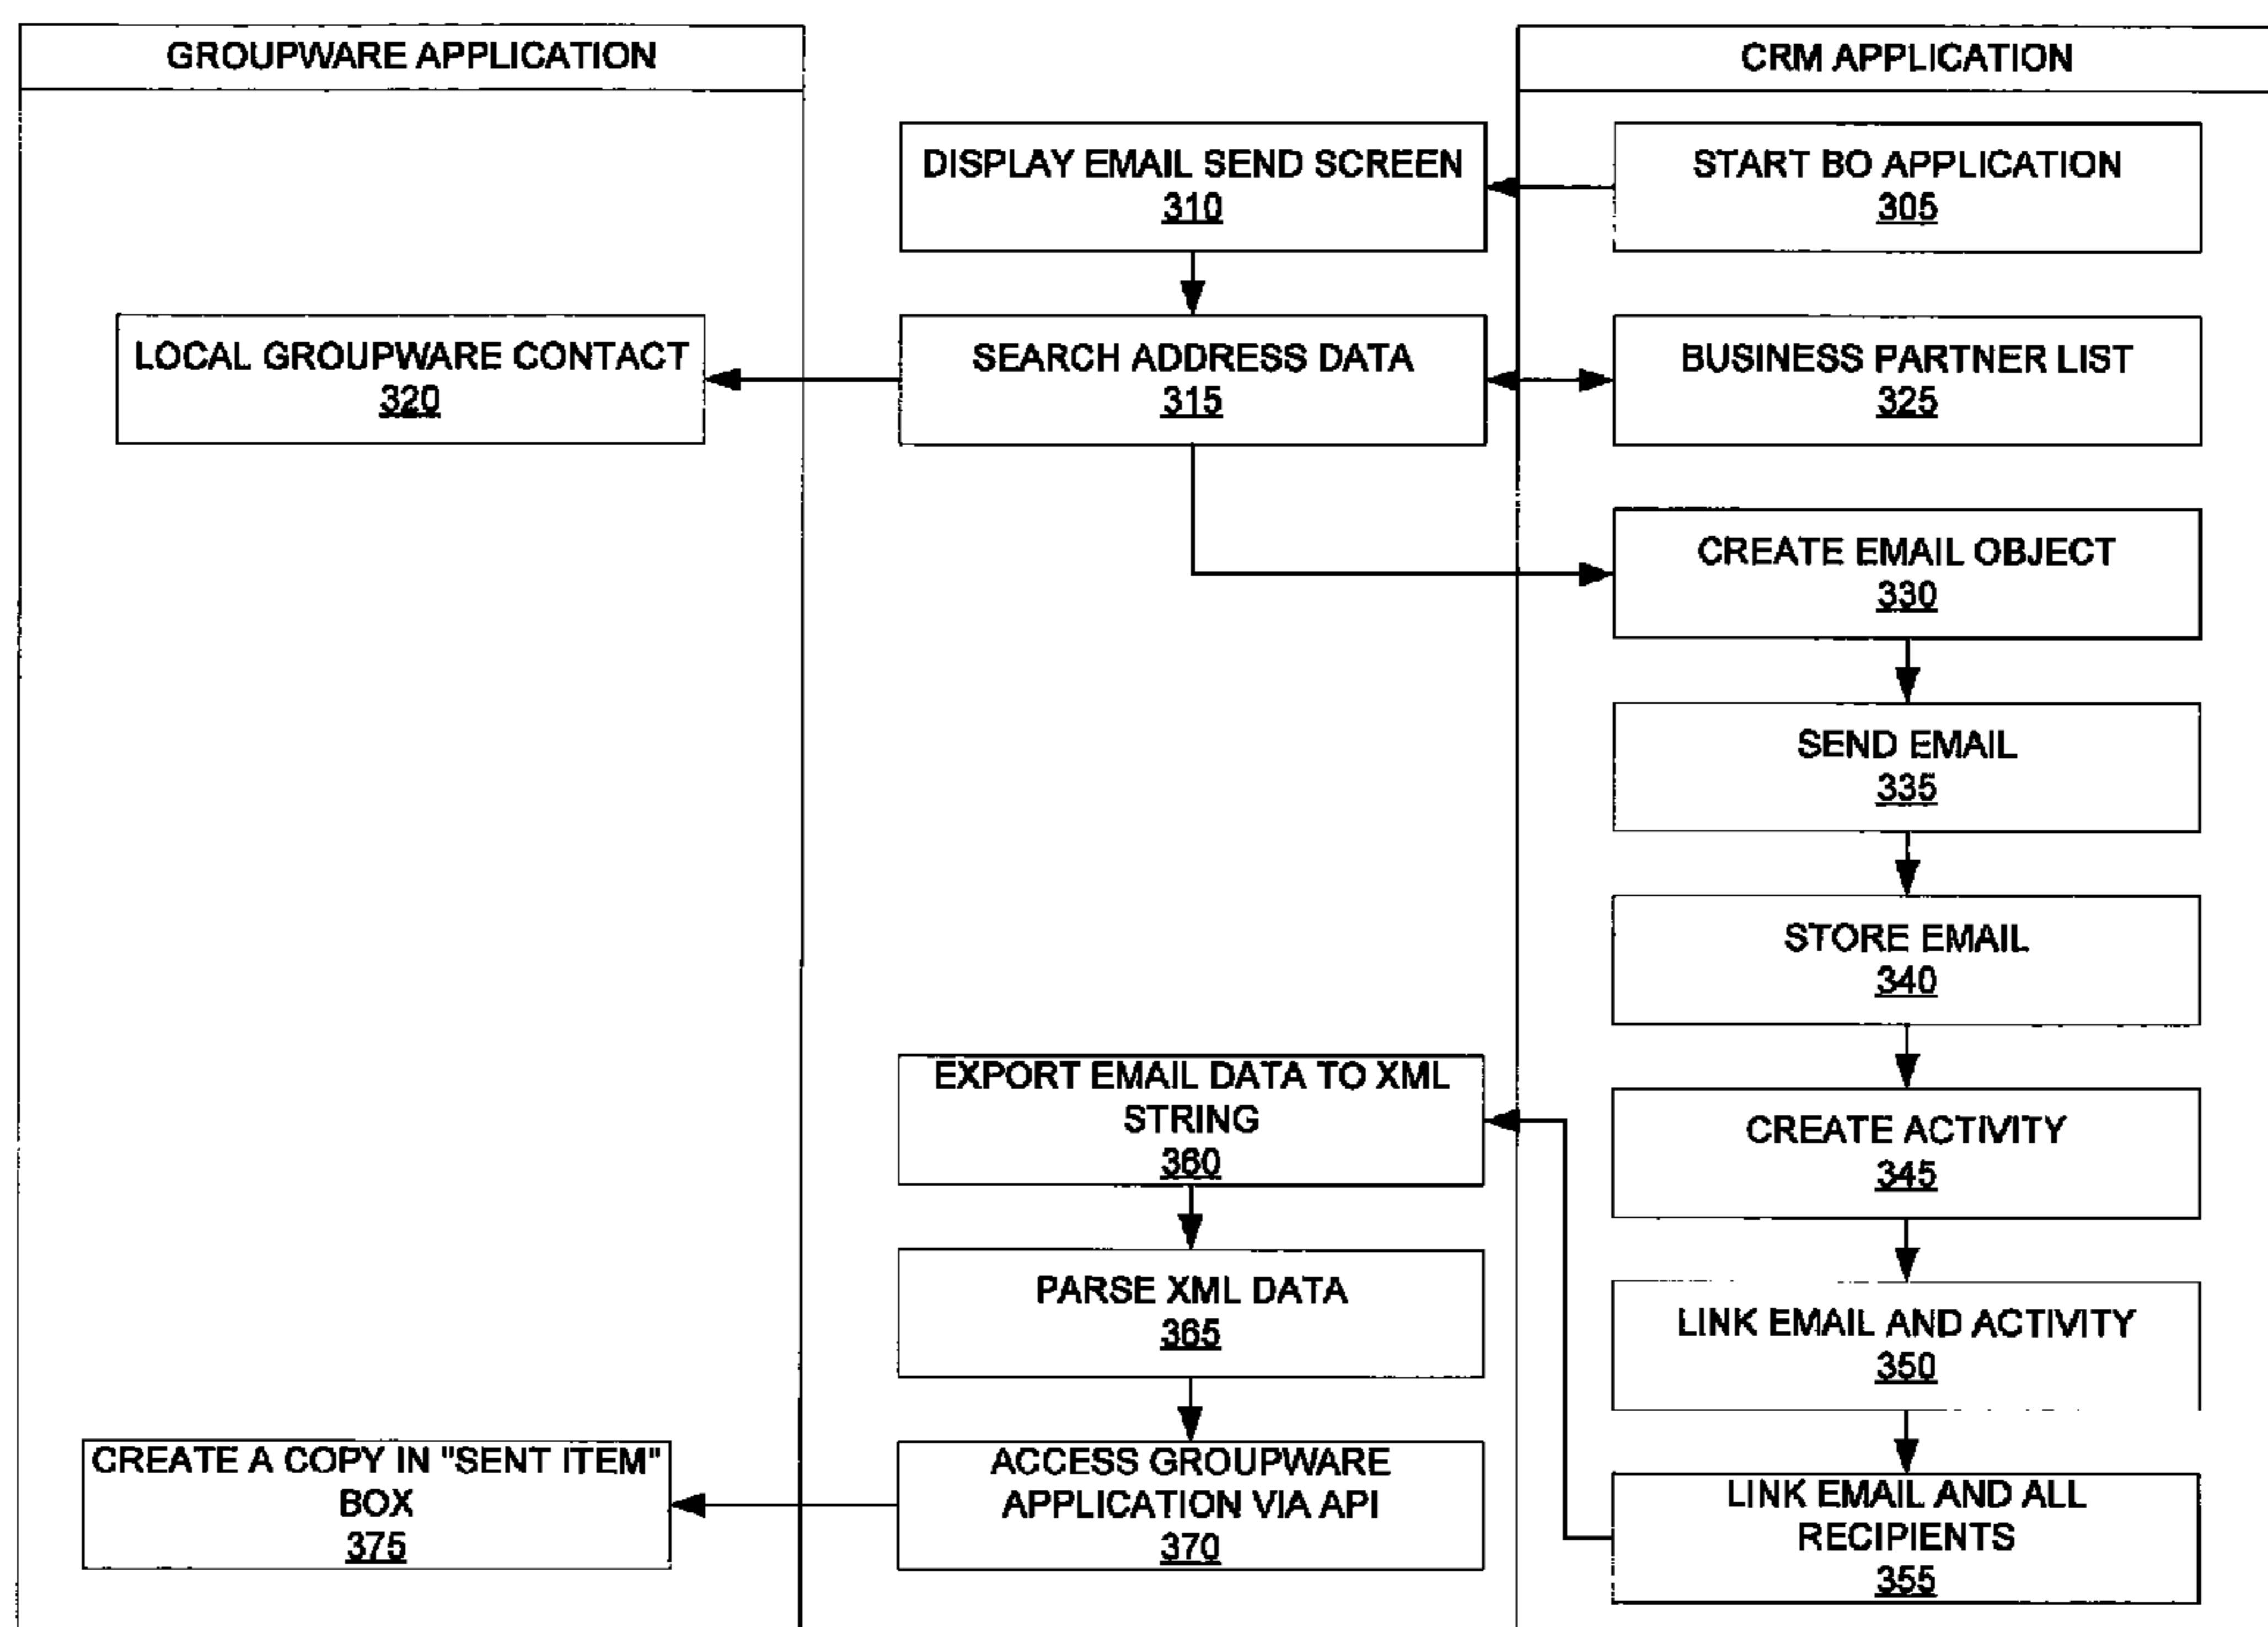 GROUPWARE APPLICATION
CRM APPLICATION
DISPLAY EMAIL SEND SCREEN
310
START BO APPLICATION
305
LOCAL GROUPWARE CONTACT
320
SEARCH ADDRESS DATA
315
BUSINESS PARTNER LIST
325
CREATE EMAIL OBJECT
330
SEND EMAIL
335
STORE EMAIL
340
EXPORT EMAIL DATA TO XML
STRING
360
CREATE ACTIVITY
345
PARSE XML DATA
365
LINK EMAIL AND ACTIVITY
350
CREATE A COPY IN "SENT ITEM"
BOX
375
ACCESS GROUPWARE
APPLICATION VIA API
370
LINK EMAIL AND ALL
RECIPIENTS
355